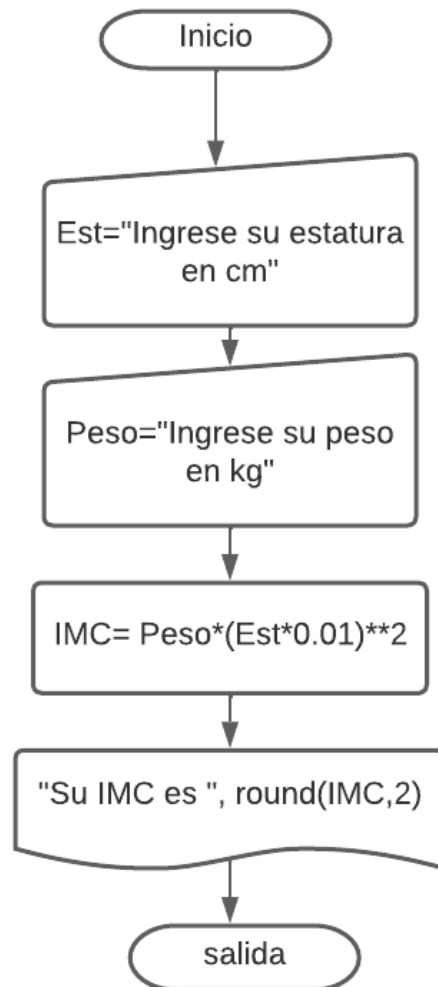 Inicio
Est="Ingrese su estatura
en cm"
Peso="Ingrese su peso
en kg"
IMC= Peso*(Est*0.01)**2
"Su IMC es ", round(IMC,2)
salida